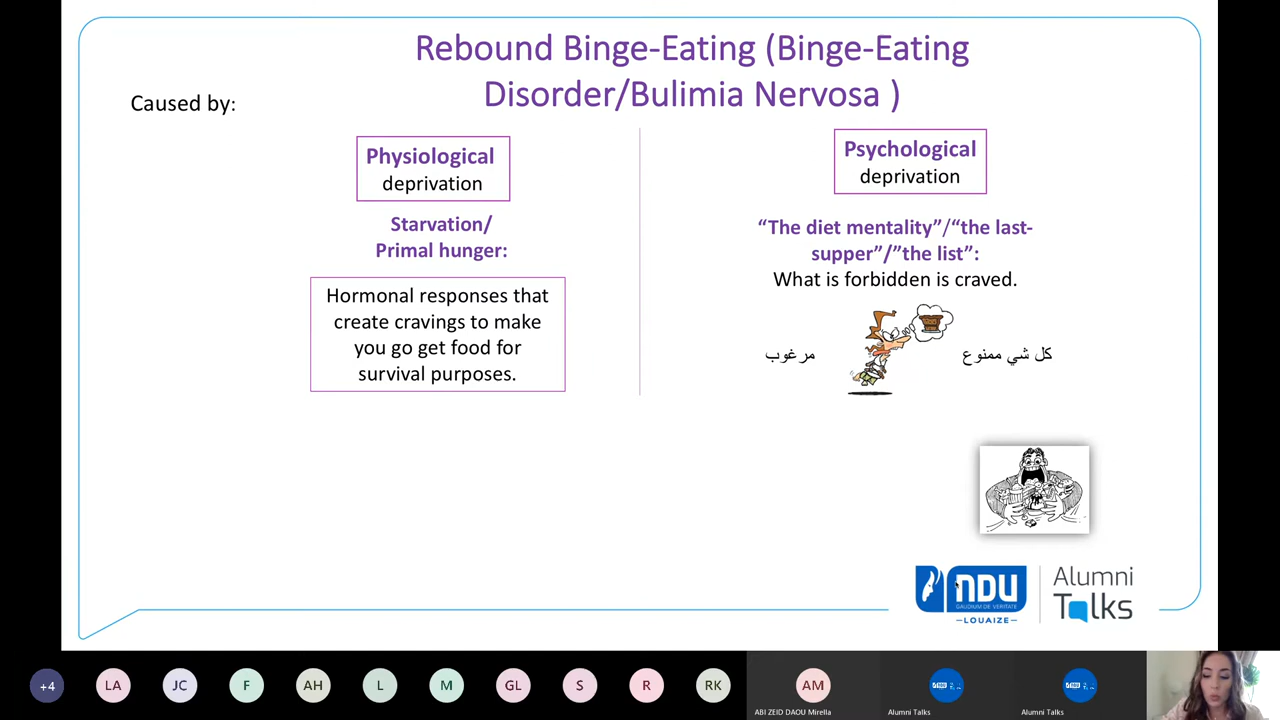 Rebound Binge-Eating (Binge-Eating
Disorder/Bulimia Nervosa )
Caused by:
Physiological
deprivation
Starvation/
Primal hunger:
Hormonal responses that
create cravings to make
you go get food for
survival purposes.
Psychological
deprivation
“The diet mentality”/“the last-
supper”/”the list”:
What is forbidden is craved.
كل شي ممنوع مرغوب
NDU
GAUDIUM DE VERITATE
–LOUAIZE–
Alumni
Talks
+4
LA
JC
F
AH
L
M
GL
S
R
RK
AM
ABI ZEID DAOU Mirella
Alumni Talks
Alumni Talks